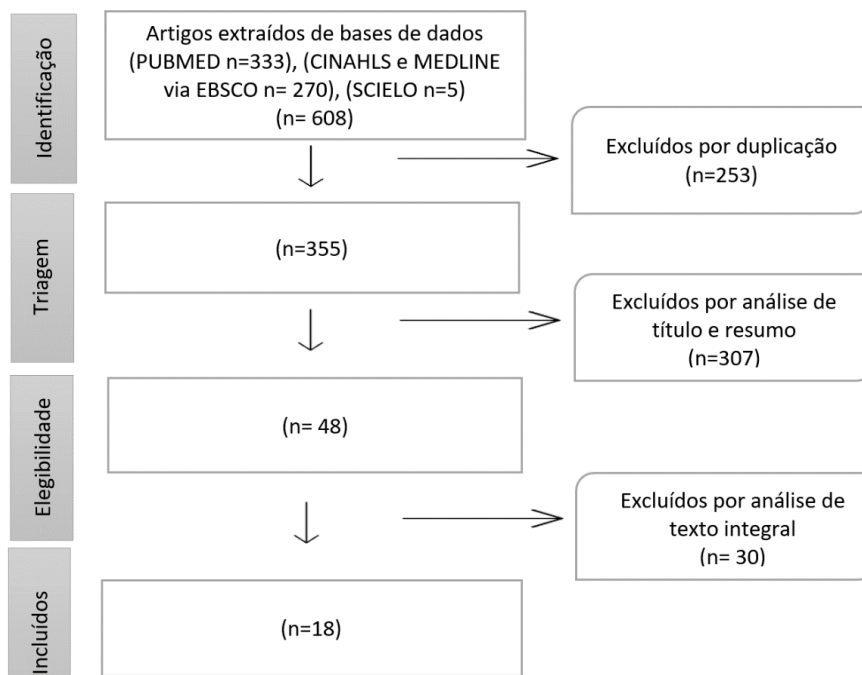 Identificação
Artigos extraídos de bases de dados
(PUBMED n=333), (CINAHLS e MEDLINE
via EBSCO n= 270), (SCIELO n=5)
(n= 608)
Excluídos por duplicação
(n=253)
Triagem
(n=355)
Excluídos por análise de
título e resumo
(n=307)
Elegibilidade
(n= 48)
Excluídos por análise de
texto integral
(n= 30)
Incluídos
(n=18)